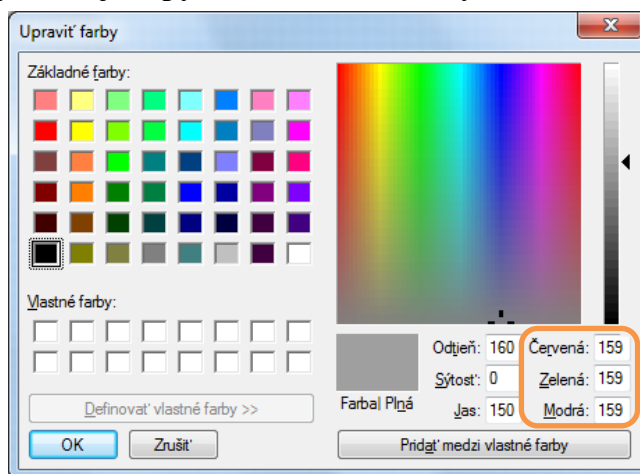 Upraviť farby
Základné farby:
Vlastné farby:
Definovať vlastné farby >>
OK Zrušiť
Farba| Plná
Odtieň: 160 Červená: 159
Sýtosť: 0 Zelená: 159
Jas: 150 Modrá: 159
Pridať medzi vlastné farby